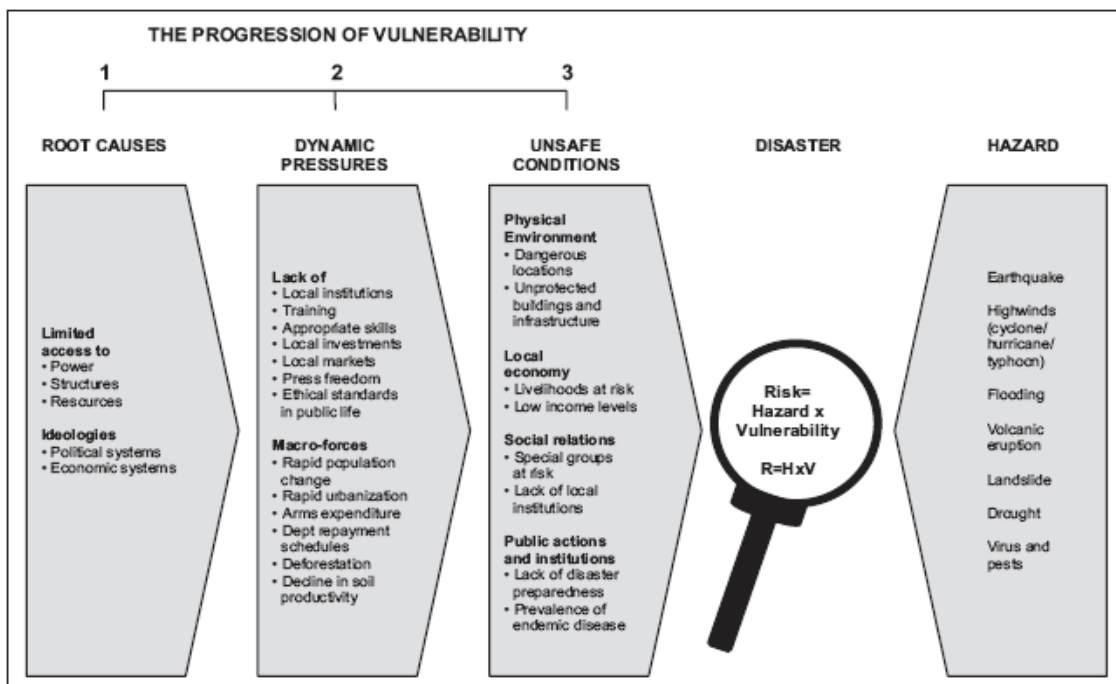 THE PROGRESSION OF VULNERABILITY
1
2
3
ROOT CAUSES
Limited
access to
• Power
• Structures
• Resources
Ideologies
• Political systems
• Economic systems
DYNAMIC
PRESSURES
Lack of
• Local institutions
• Training
• Appropriate skills
• Local investments
• Local markets
• Press freedom
• Ethical standards
in public life
Macro-forces
• Rapid population
change
• Rapid urbanization
• Arms expenditure
• Dept repayment
schedules
• Deforestation
• Decline in soil
productivity
UNSAFE
CONDITIONS
Physical
Environment
• Dangerous
locations
• Unprotected
buildings and
infrastructure
Local
economy
• Livelihoods at risk
• Low income levels
Social relations
• Special groups
at risk
• Lack of local
institutions
Public actions
and institutions
• Lack of disaster
preparedness
• Prevalence of
endemic disease
DISASTER
Risk=
Hazard x
Vulnerability
R=HxV
HAZARD
Earthquake
Highwinds
(cyclone/
hurricane/
typhoon)
Flooding
Volcanic
eruption
Landslide
Drought
Virus and
pests